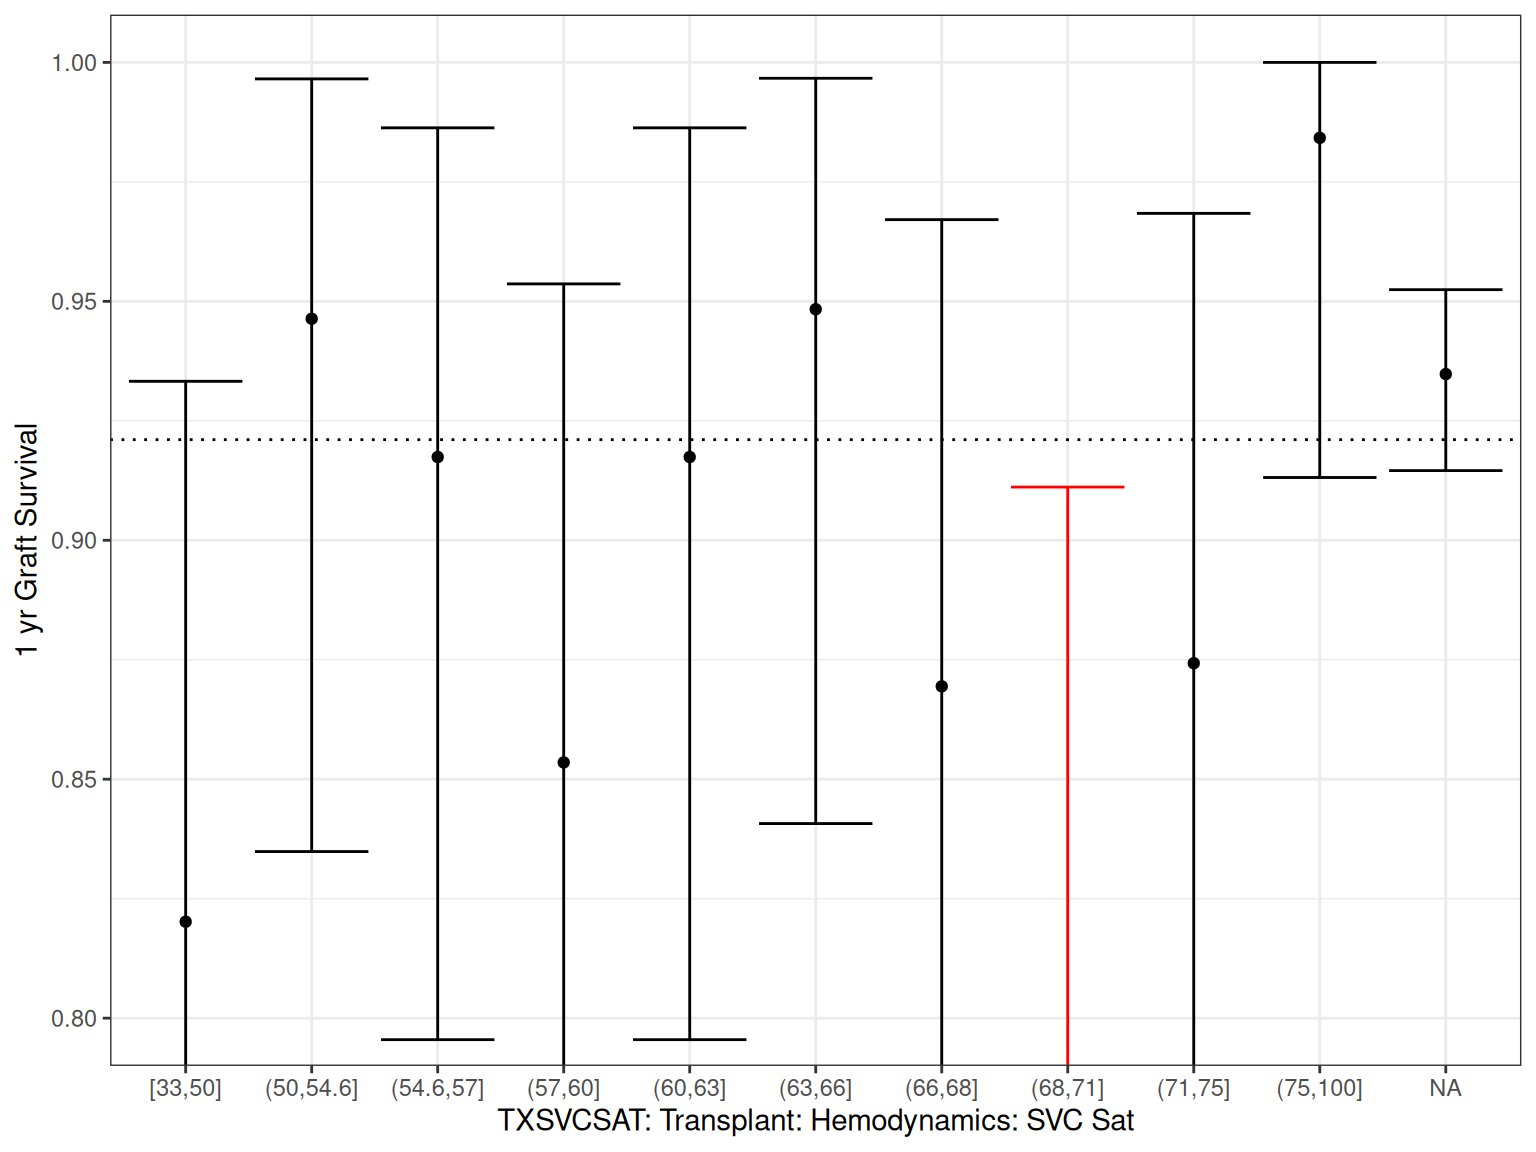 1.00
0.95
0.90
0.85
0.80
1 yr Graft Survival
[33,50] (50,54.6] (54.6,57] (57,60] (60,63] (63,66] (66,68] (68,71] (71,75] (75,100] NA
TXSVCSAT: Transplant: Hemodynamics: SVC Sat